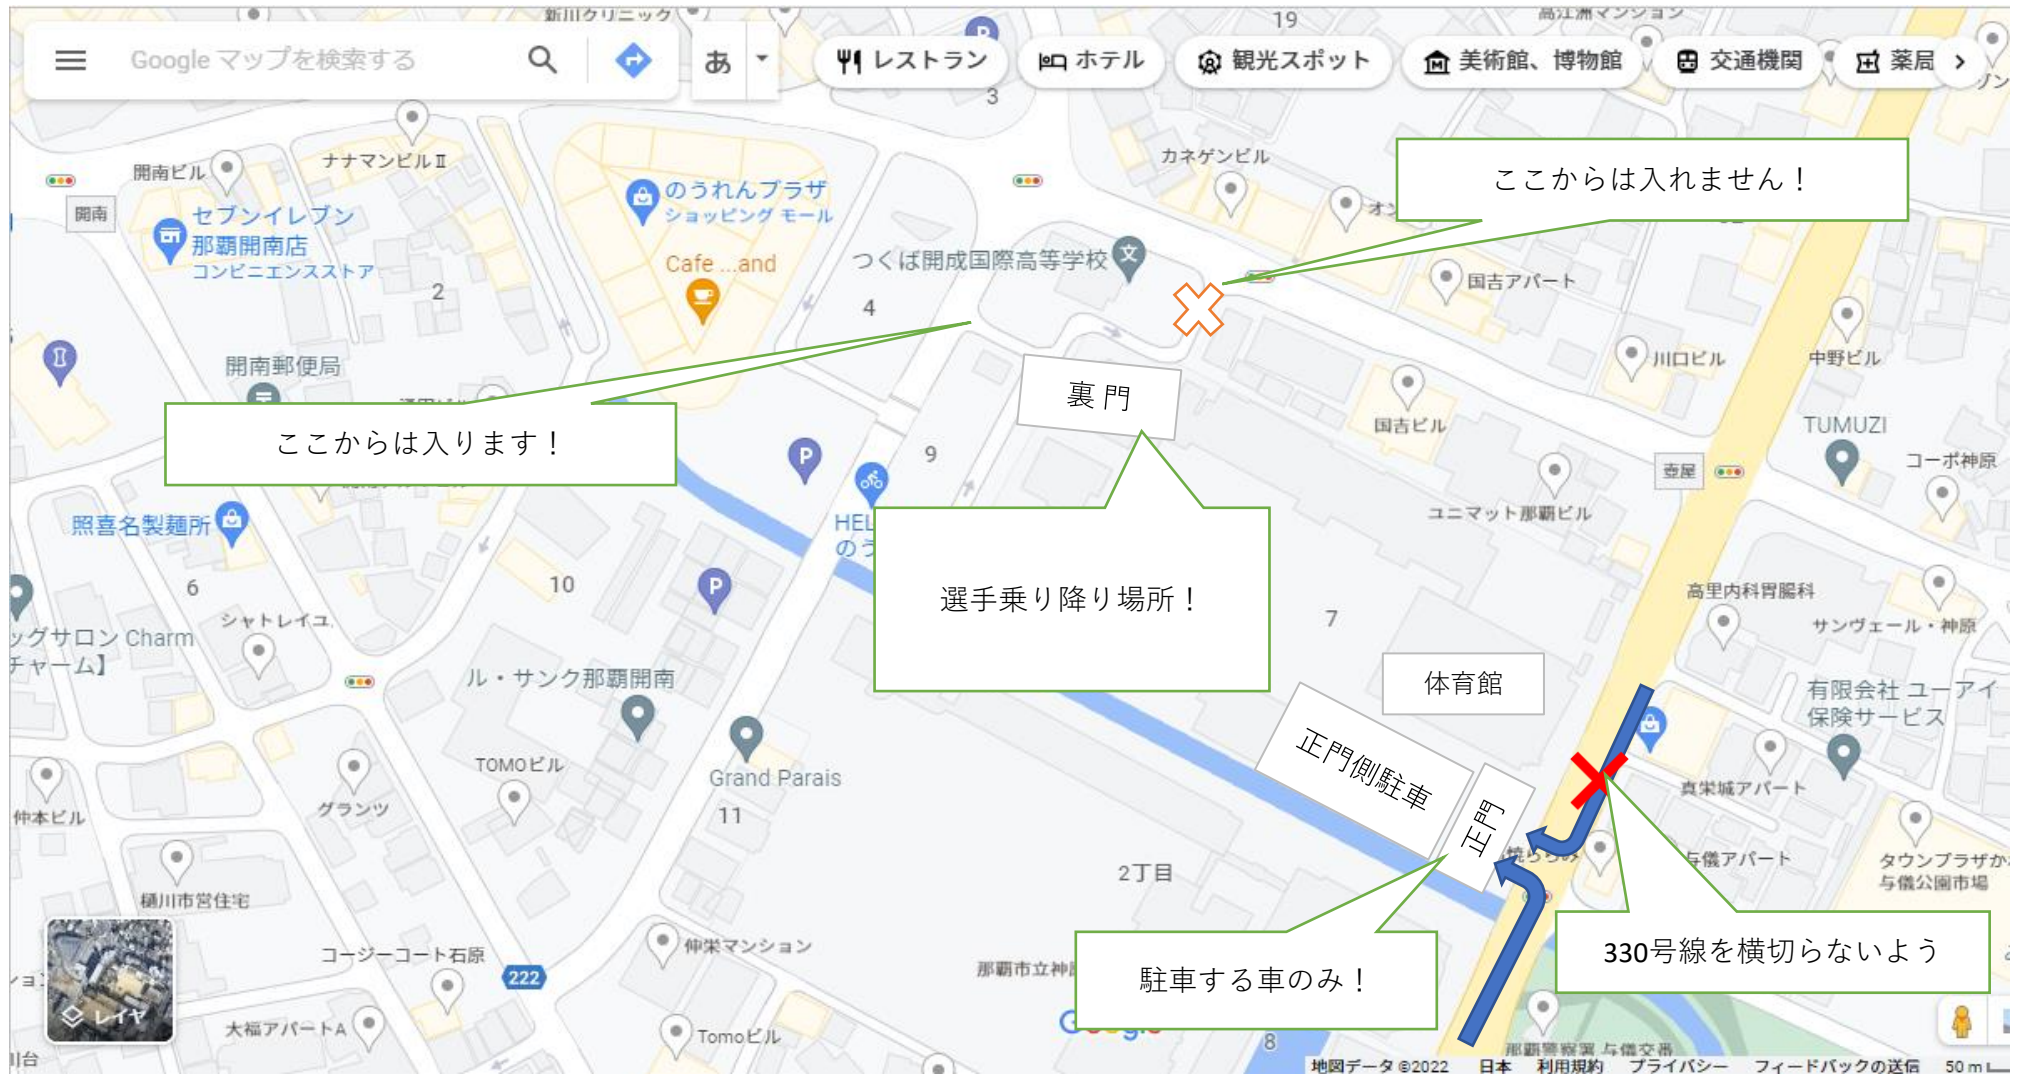 新川クリニック
19
高江洲マンション
Google マップを検索する
あ
レストラン
ホテル
観光スポット
美術館、博物館
交通機関
薬局
3
開南ビル
ナナマンビルⅡ
カネゲンビル
ここからは入れません！
のうれんプラザ
ショッピング モール
開南
セブンイレブン
那覇開南店
コンビニエンスストア
Cafe ...and
つくば開成国際高等学校
文
国吉アパート
2
4
開南郵便局
川口ビル
中野ビル
裏 門
ここからは入ります！
国吉ビル
TUMUZI
コーポ神原
9
壺屋
照喜名製麺所
HEL
のう
ユニマット那覇ビル
6
10
選手乗り降り場所！
7
高里内科胃腸科
シャトレイユ
サンヴェール・神原
ッグサロン Charm
チャーム】
ル・サンク那覇開南
体育館
有限会社 ユーアイ
保険サービス
正門側駐車
正門
TOMOビル
Grand Parais
真栄城アパート
グランツ
仲本ビル
11
2丁目
与儀アパート
タウンプラザか
与儀公園市場
樋川市営住宅
コージーコート石原
仲栄マンション
222
那覇市立神
駐車する車のみ！
330号線を横切らないよう
レイヤ
大福アパートA
Tomoビル
8
那覇警察署 与儀交番
川台
地図データ ©2022
日本
利用規約
プライバシー
フィードバックの送信
50 m